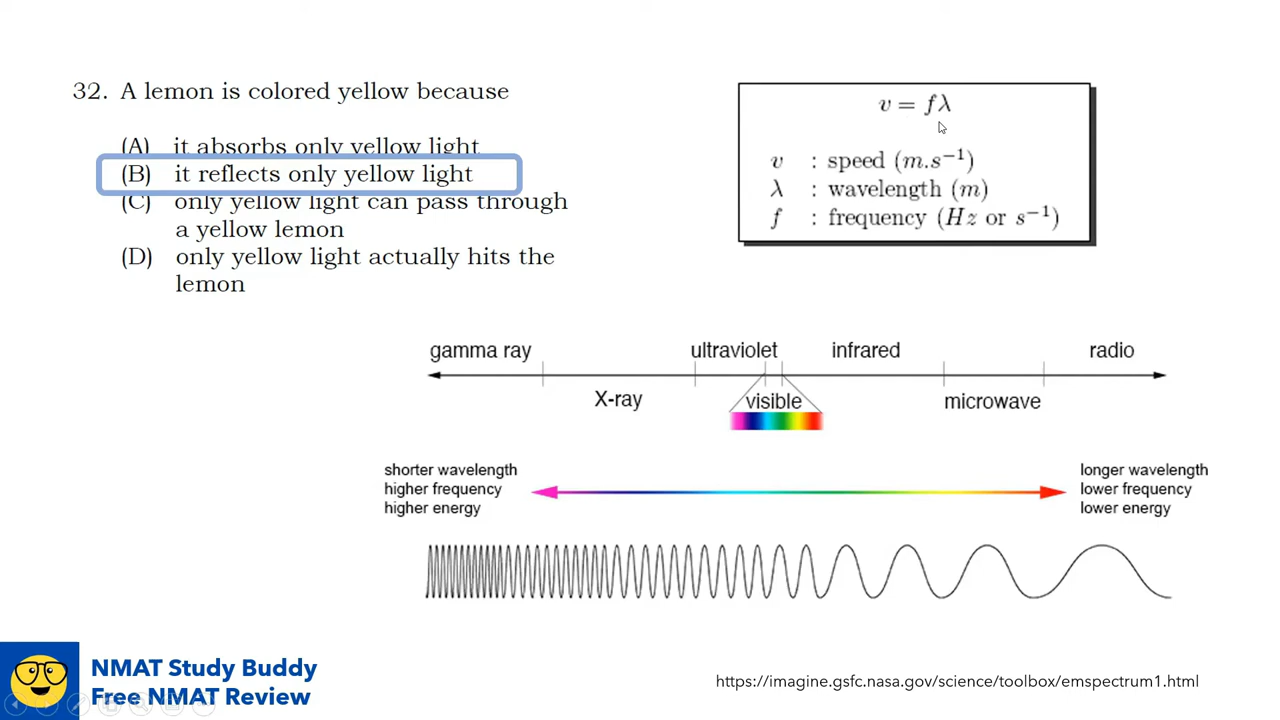 32. A lemon is colored yellow because
(A) it absorbs only yellow light
(B) it reflects only yellow light
(C) only yellow light can pass through
a yellow lemon
(D) only yellow light actually hits the
lemon
v = fλ
v : speed (m.s⁻¹)
λ : wavelength (m)
f : frequency (Hz or s⁻¹)
gamma ray ultraviolet infrared radio
X-ray visible microwave
shorter wavelength
higher frequency
higher energy
longer wavelength
lower frequency
lower energy
NMAT Study Buddy
Free NMAT Review
https://imagine.gsfc.nasa.gov/science/toolbox/emspectrum1.html